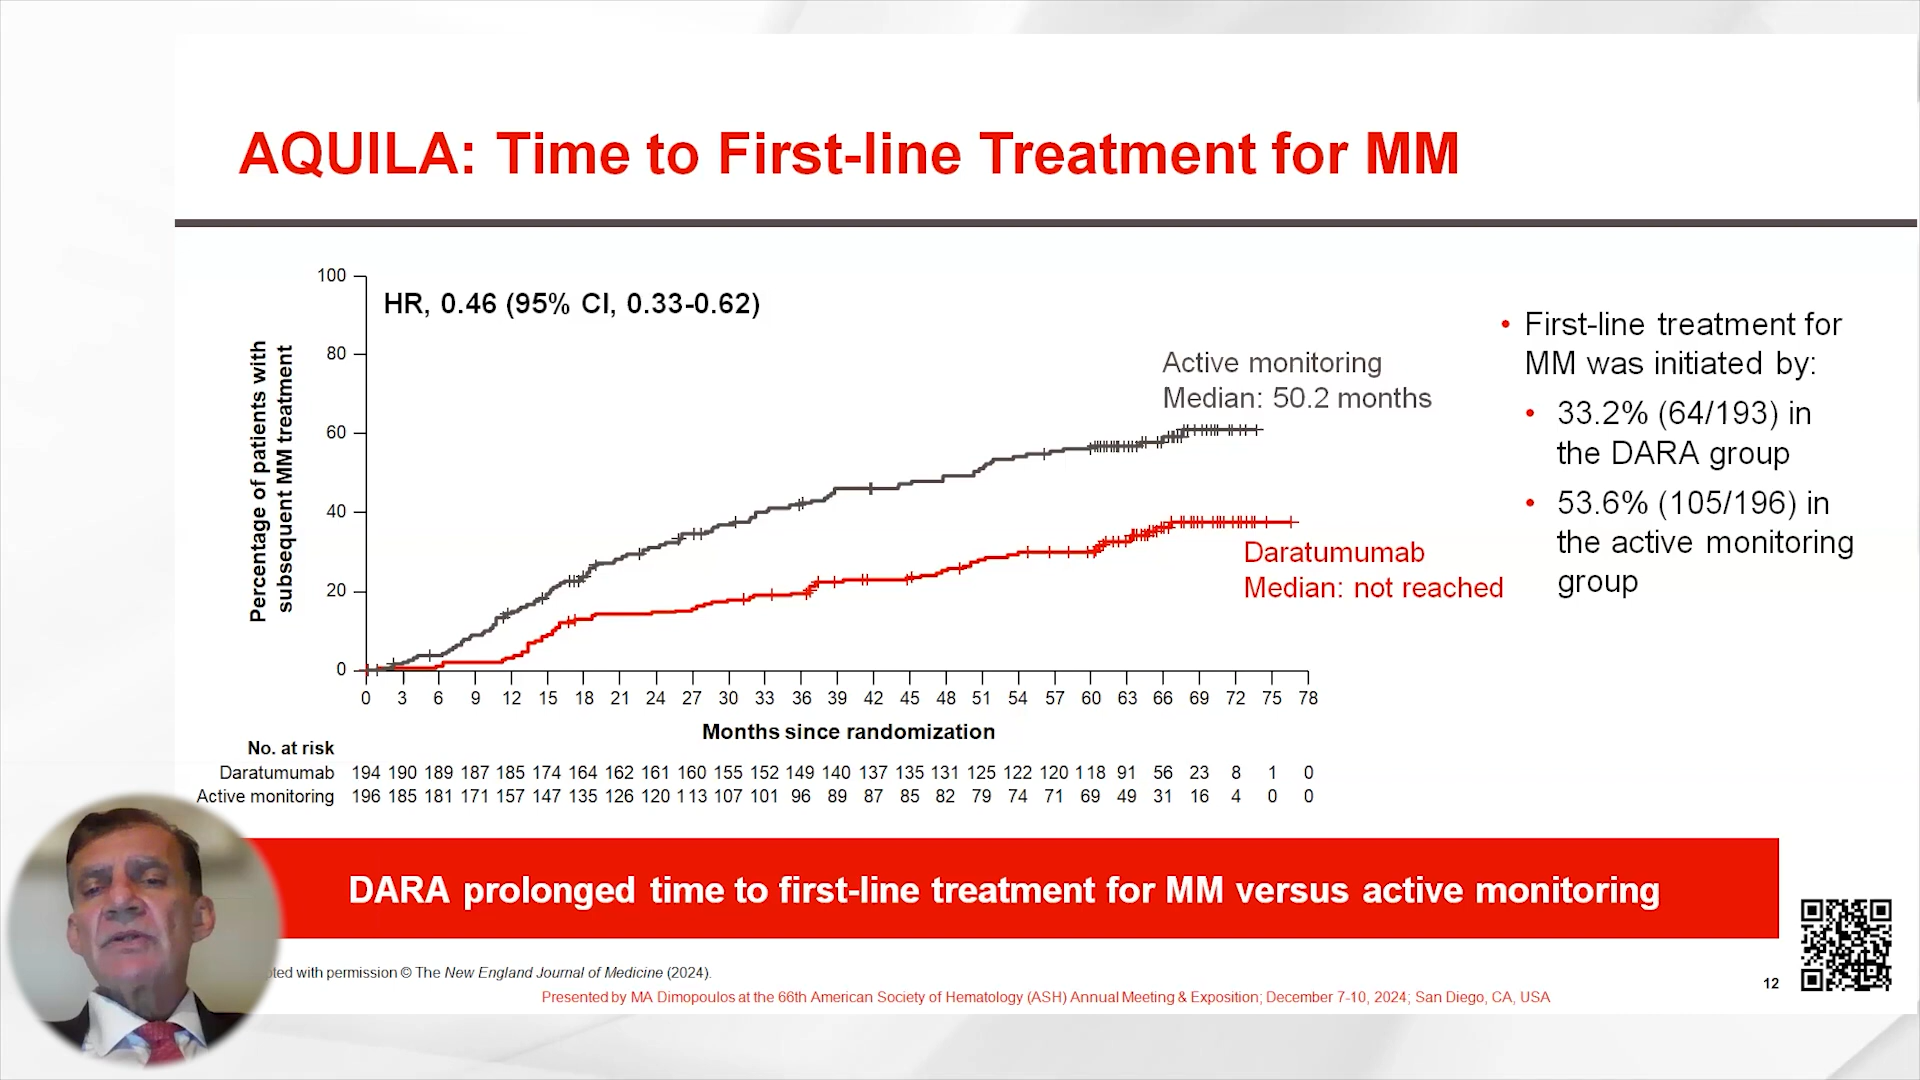 AQUILA: Time to First-line Treatment for MM
HR, 0.46 (95% CI, 0.33-0.62)
Percentage of patients with
subsequent MM treatment
100
80
60
40
20
0
Active monitoring
Median: 50.2 months
Daratumumab
Median: not reached
0 3 6 9 12 15 18 21 24 27 30 33 36 39 42 45 48 51 54 57 60 63 66 69 72 75 78
Months since randomization
No. at risk
Daratumumab 194 190 189 187 185 174 164 162 161 160 155 152 149 140 137 135 131 125 122 120 118 91 56 23 8 1 0
Active monitoring 196 185 181 171 157 147 135 126 120 113 107 101 96 89 87 85 82 79 74 71 69 49 31 16 4 0 0
• First-line treatment for
MM was initiated by:
• 33.2% (64/193) in
the DARA group
• 53.6% (105/196) in
the active monitoring
group
DARA prolonged time to first-line treatment for MM versus active monitoring
with permission © The New England Journal of Medicine (2024).
Presented by MA Dimopoulos at the 66th American Society of Hematology (ASH) Annual Meeting & Exposition; December 7-10, 2024; San Diego, CA, USA
12